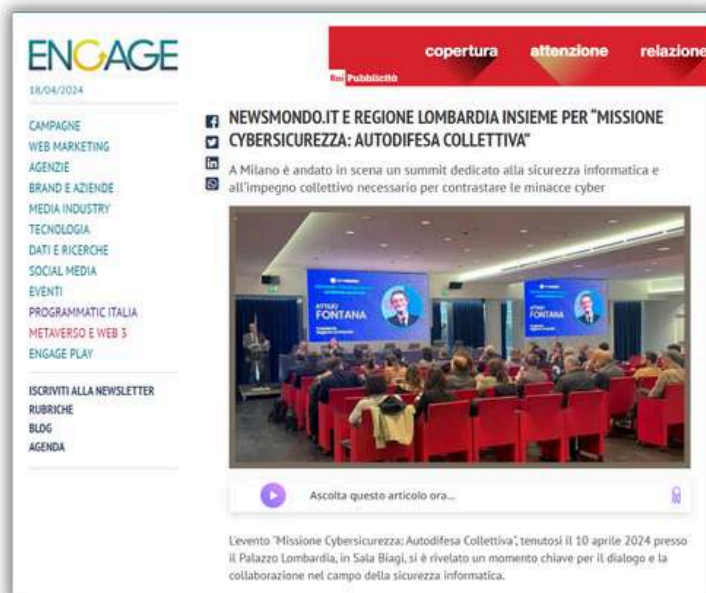 ENGAGE
18/04/2024
CAMPAGNE
WEB MARKETING
AGENZIE
BRAND E AZIENDE
MEDIA INDUSTRY
TECNOLOGIA
DATI E RICERCHE
SOCIAL MEDIA
EVENTI
PROGRAMMATIC ITALIA
METAVERSO E WEB 3
ENGAGE PLAY
ISCRIVITI ALLA NEWSLETTER
RUBRICHE
BLOG
AGENDA
copertura attenzione relazione
Rai Pubblicità
NEWSMONDO.IT E REGIONE LOMBARDIA INSIEME PER "MISSIONE
CYBERSICUREZZA: AUTODIFESA COLLETTIVA"
A Milano è andato in scena un summit dedicato alla sicurezza informatica e
all'impegno collettivo necessario per contrastare le minacce cyber
ATTILIO
FONTANA
ATTILIO
FONTANA
Ascolta questo articolo ora...
L'evento "Missione Cybersicurezza: Autodifesa Collettiva", tenutosi il 10 aprile 2024 presso
il Palazzo Lombardia, in Sala Biagi, si è rivelato un momento chiave per il dialogo e la
collaborazione nel campo della sicurezza informatica.